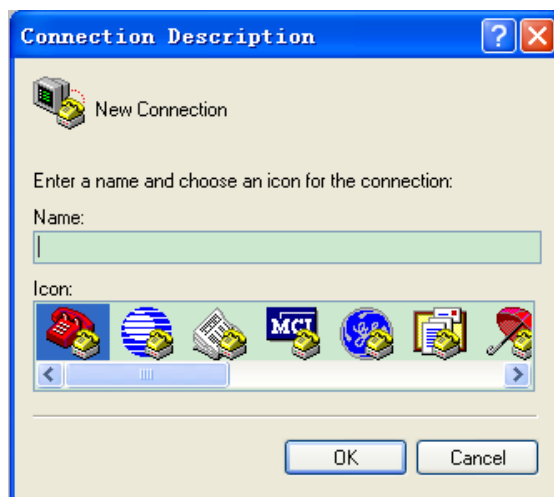 Connection Description
New Connection
Enter a name and choose an icon for the connection:
Name:
Icon:
MCI
OK
Cancel